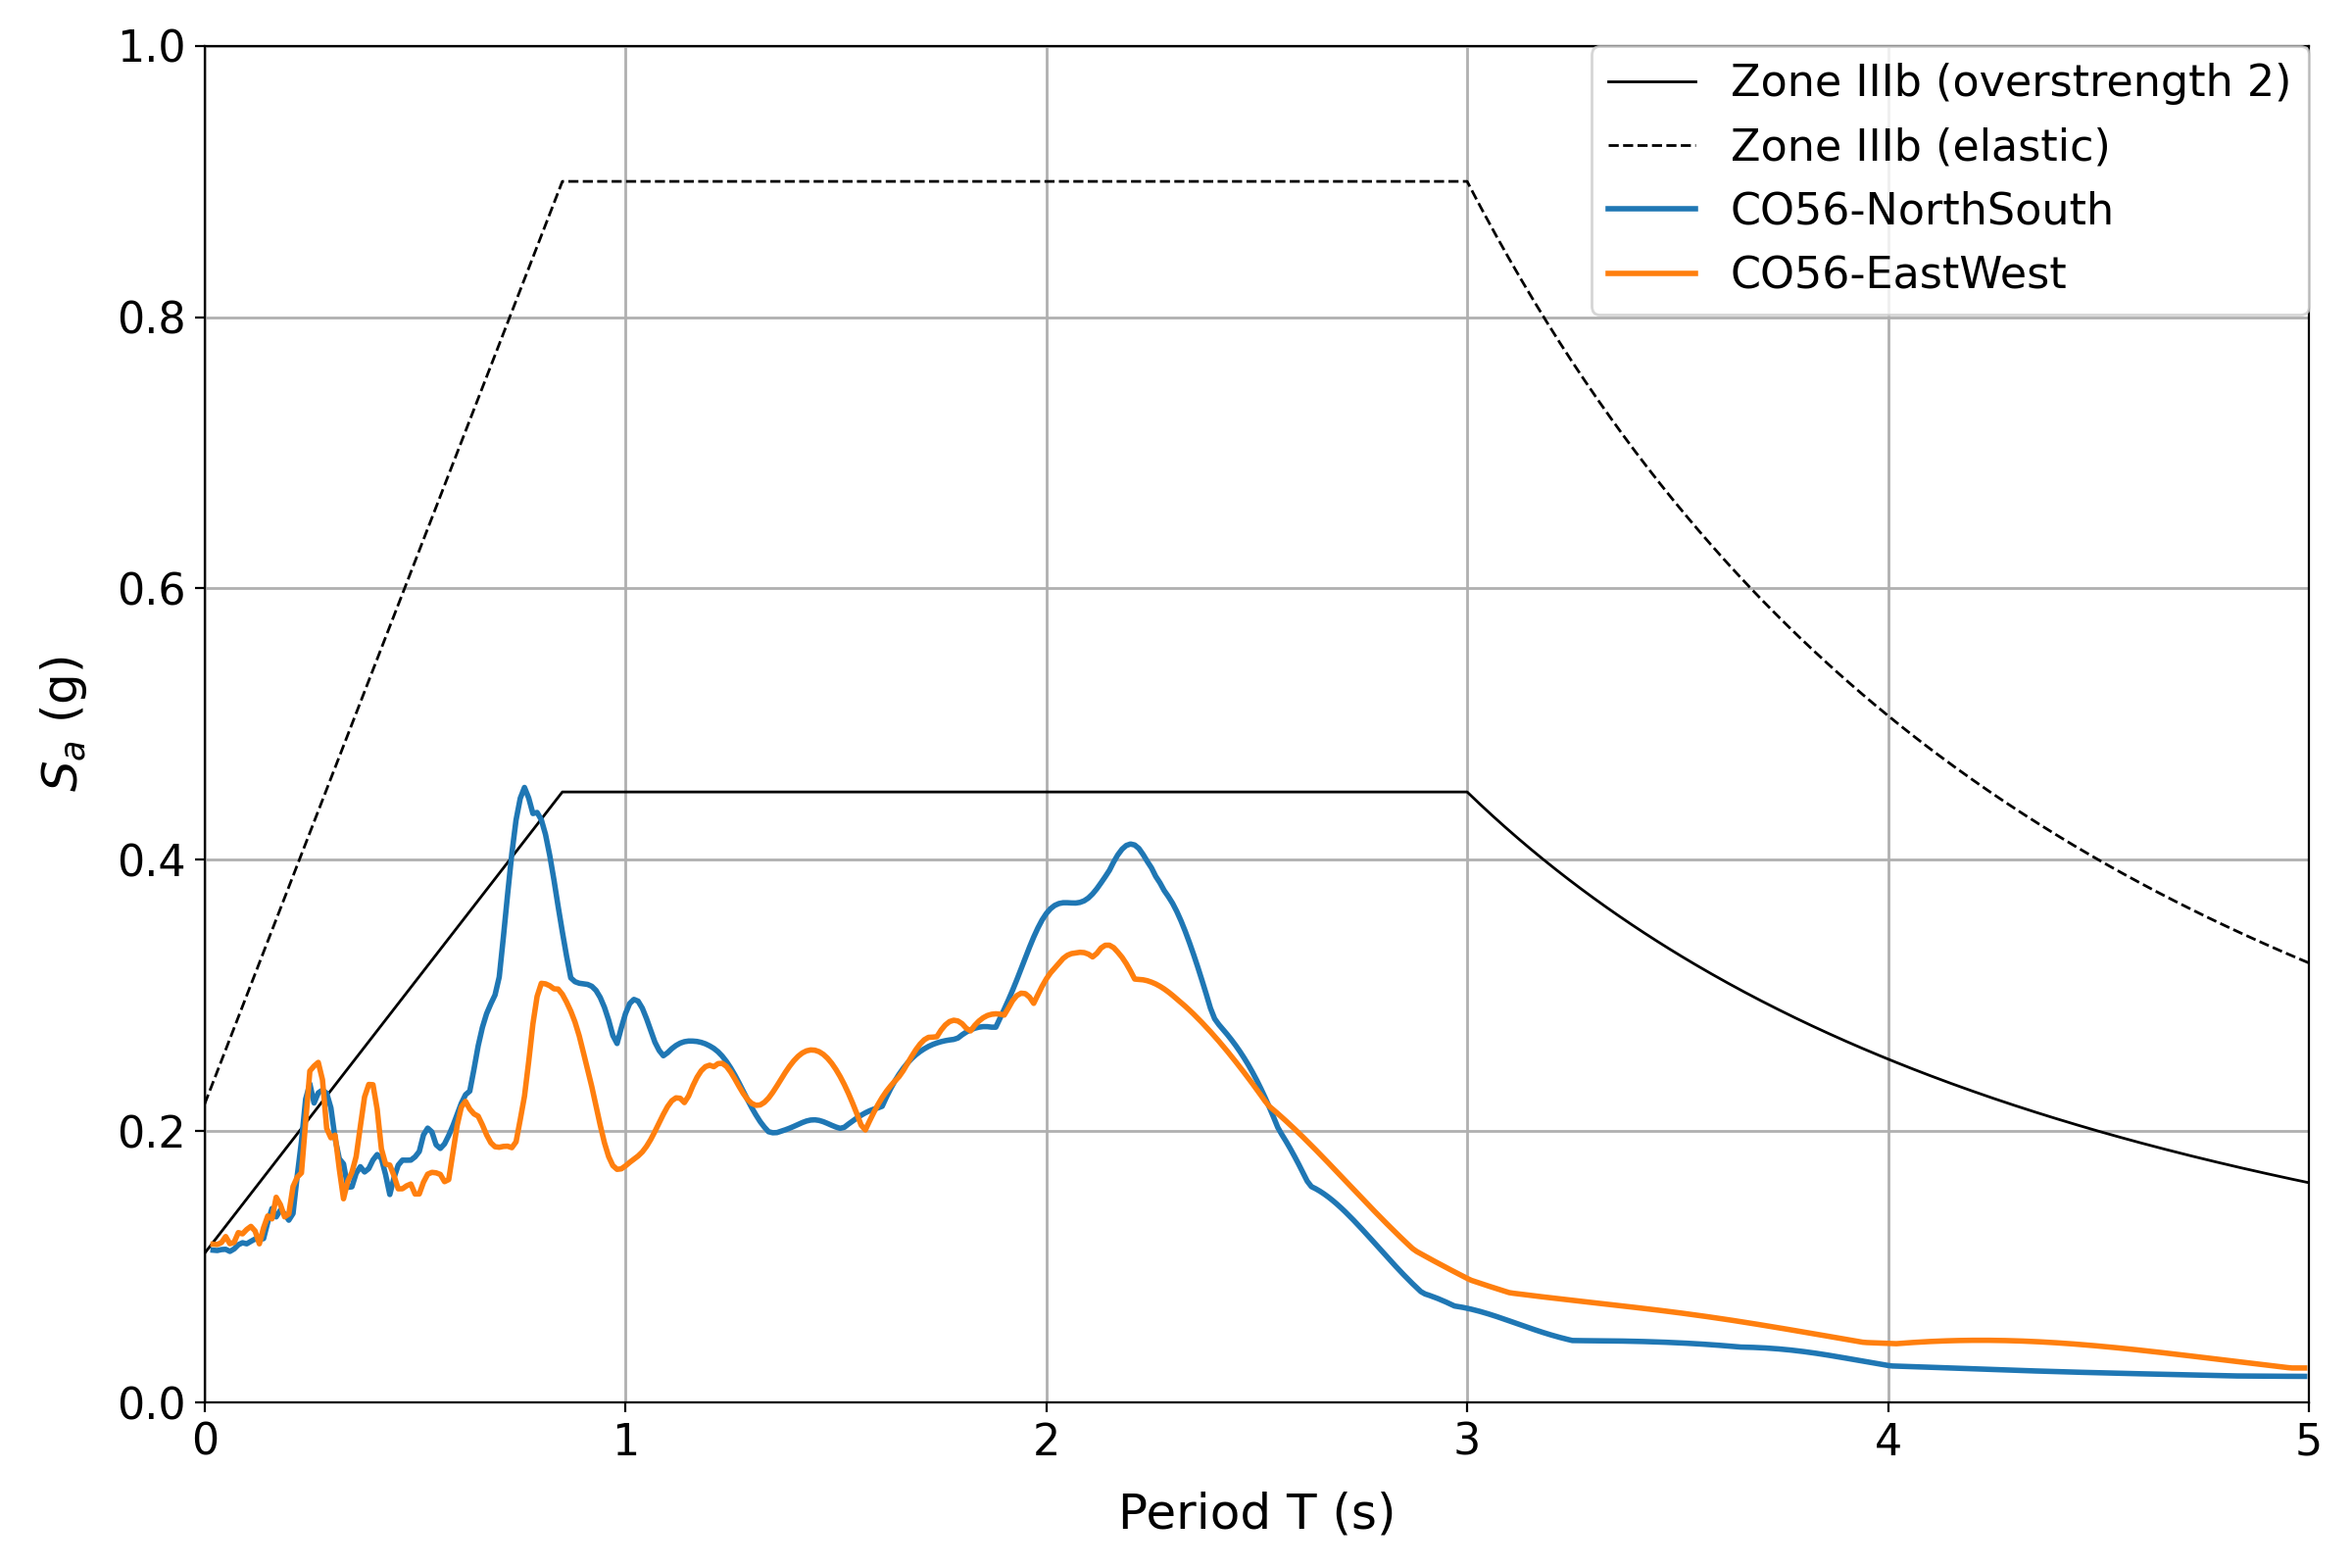 1.0
0.8
0.6
0.4
0.2
0.0
0 1 2 3 4 5
Sa (g)
Period T (s)
Zone IIIb (overstrength 2)
Zone IIIb (elastic)
CO56-NorthSouth
CO56-EastWest